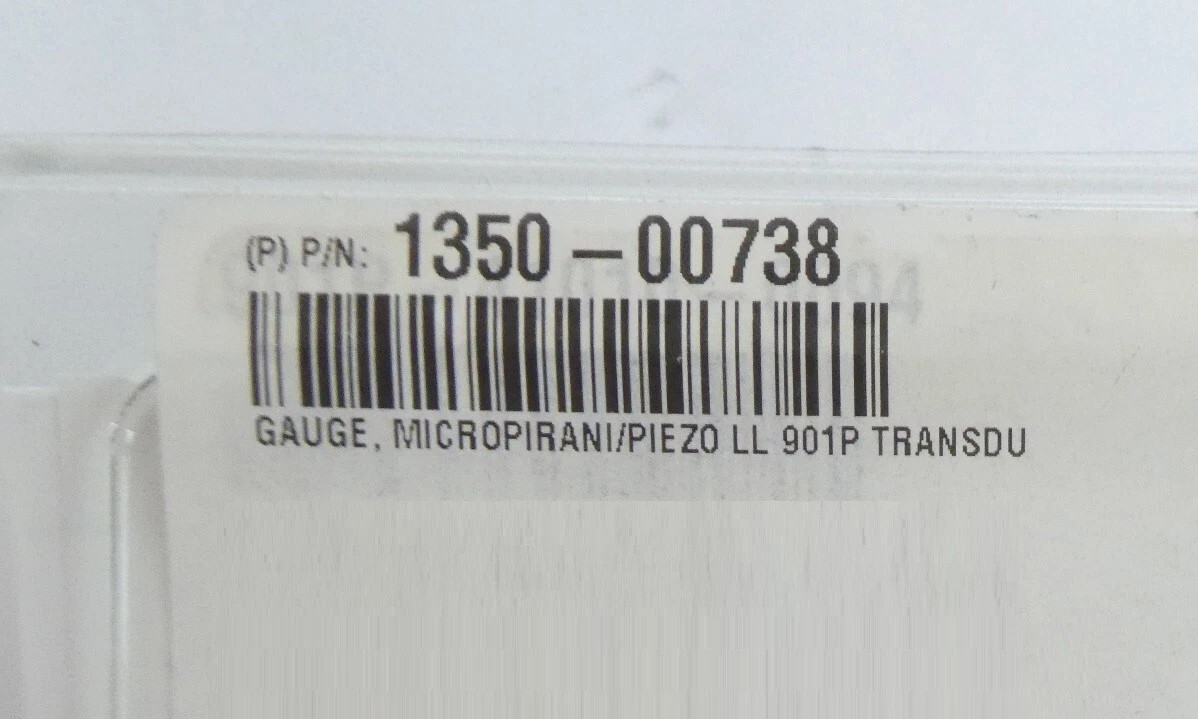 (P) P/N: 1350-00738
GAUGE, MICROPIRANI/PIEZO LL 901P TRANSDU